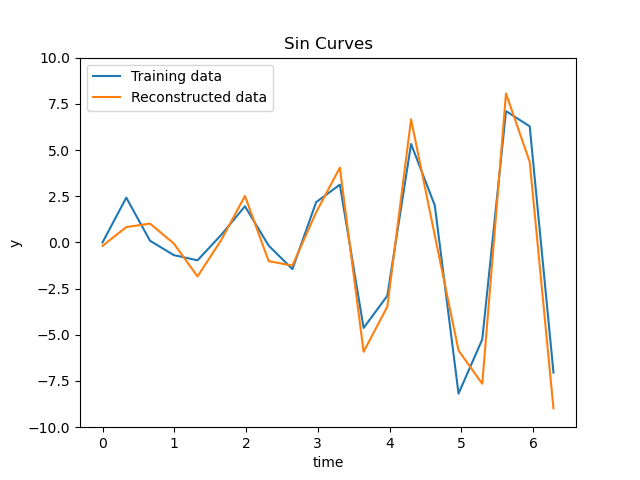 Sin Curves
Training data
Reconstructed data
10.0
7.5
5.0
2.5
0.0
−2.5
−5.0
−7.5
−10.0
y
0 1 2 3 4 5 6
time